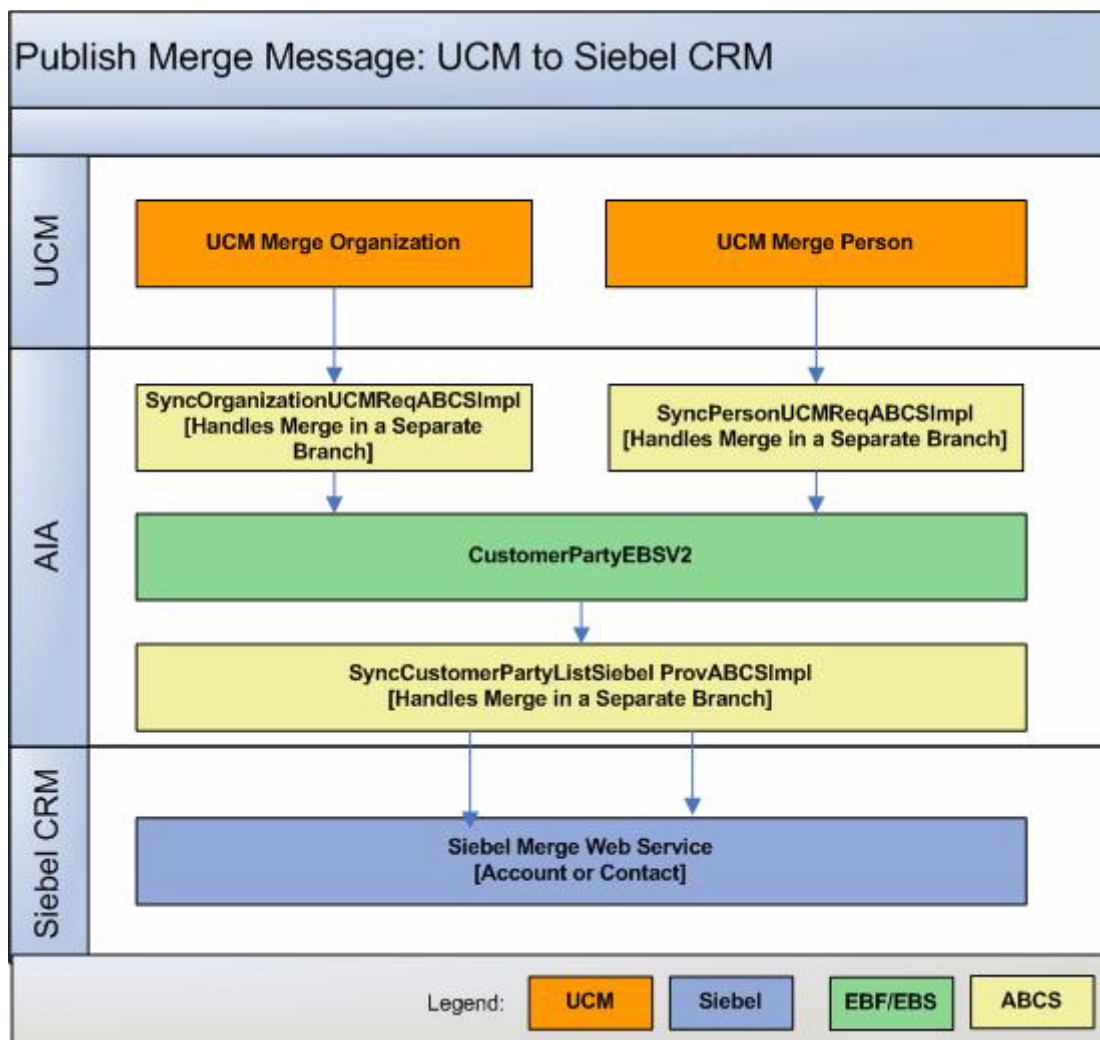 Publish Merge Message: UCM to Siebel CRM
UCM
UCM Merge Organization
UCM Merge Person
AIA
SyncOrganizationUCMReqABCSImpl
[Handles Merge in a Separate
Branch]
SyncPersonUCMReqABCSImpl
[Handles Merge in a Separate Branch]
CustomerPartyEBSV2
SyncCustomerPartyListSiebel ProvABCSImpl
[Handles Merge in a Separate Branch]
Siebel CRM
Siebel Merge Web Service
[Account or Contact]
Legend:
UCM
Siebel
EBF/EBS
ABCS